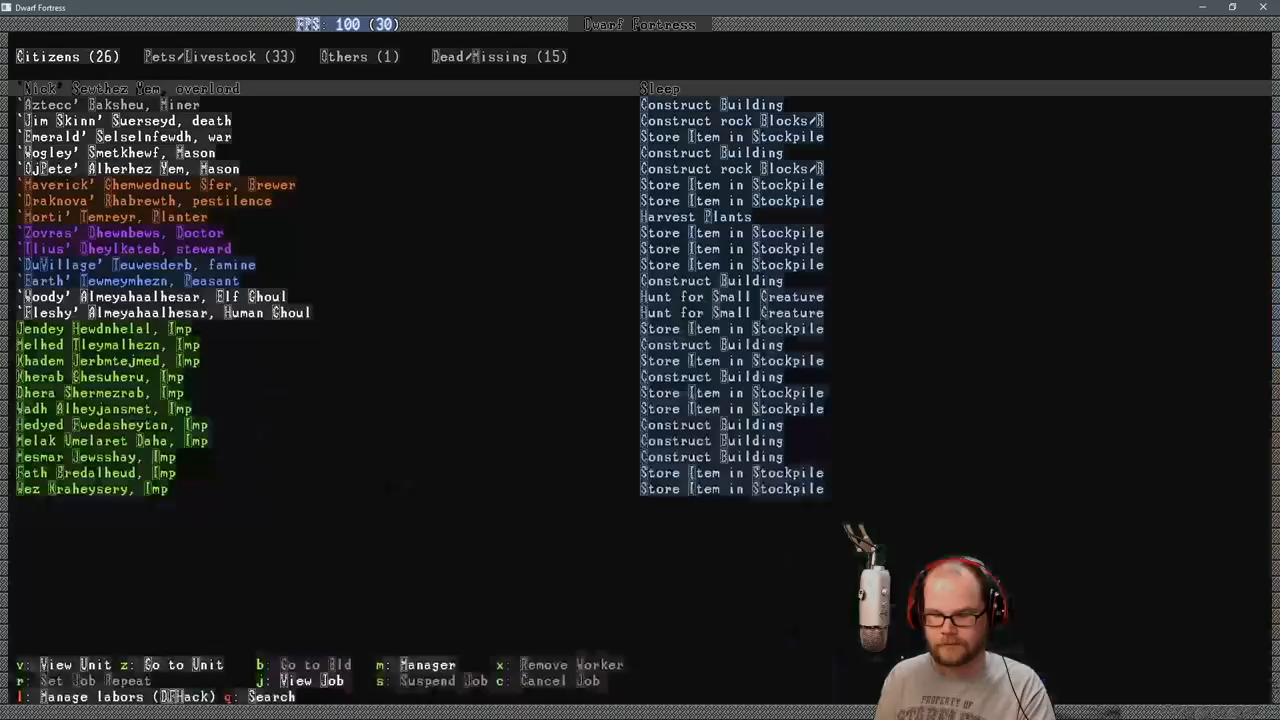 Dwarf Fortress
FPS: 100 (30) Dwarf Fortress
Citizens (26) Pets/Livestock (33) Others (1) Dead/Missing (15)
`Nick' Sewthez Yem, overlord Sleep
`Aztecc' Baksheu, Miner Construct Building
`Jim Skinn' Suerseyd, death Construct rock Blocks/R
`Emerald' Selselnfewdh, war Store Item in Stockpile
`Wogley' Smetkhewf, Mason Construct Building
`DjPete' Alherhez Yem, Mason Construct rock Blocks/R
`Maverick' Ghemwedneut Sfer, Brewer Store Item in Stockpile
`Draknova' Rhabrewth, pestilence Store Item in Stockpile
`Morti' Temreyr, Planter Harvest Plants
`Zovras' Dhewnbews, Doctor Store Item in Stockpile
`Ilius' Dheylkateb, steward Store Item in Stockpile
`DuVillage' Teuwesderb, famine Store Item in Stockpile
`Earth' Tewmeymhezn, Peasant Construct Building
`Woody' Almeyahaalhesar, Elf Ghoul Hunt for Small Creature
`Fleshy' Almeyahaalhesar, Human Ghoul Hunt for Small Creature
Jendey Hewdnhelal, Imp Store Item in Stockpile
Melhed Tleymalhezn, Imp Construct Building
Khadem Jerbmtejmed, Imp Store Item in Stockpile
Kherab Ghesuheru, Imp Construct Building
Dhera Shermezrab, Imp Store Item in Stockpile
Wadh Alheyjansmet, Imp Store Item in Stockpile
Hedyed Ewedasheytan, Imp Construct Building
Melak Umelaret Daha, Imp Construct Building
Mesmar Jewsshay, Imp Construct Building
Fath Bredalheud, Imp Store Item in Stockpile
Wez Kraheysery, Imp Store Item in Stockpile
v: View Unit z: Go to Unit b: Go to Bld m: Manager x: Remove Worker
r: Set Job Repeat j: View Job s: Suspend Job c: Cancel Job
l: Manage labors (DFHack) q: Search
PROPERTY OF